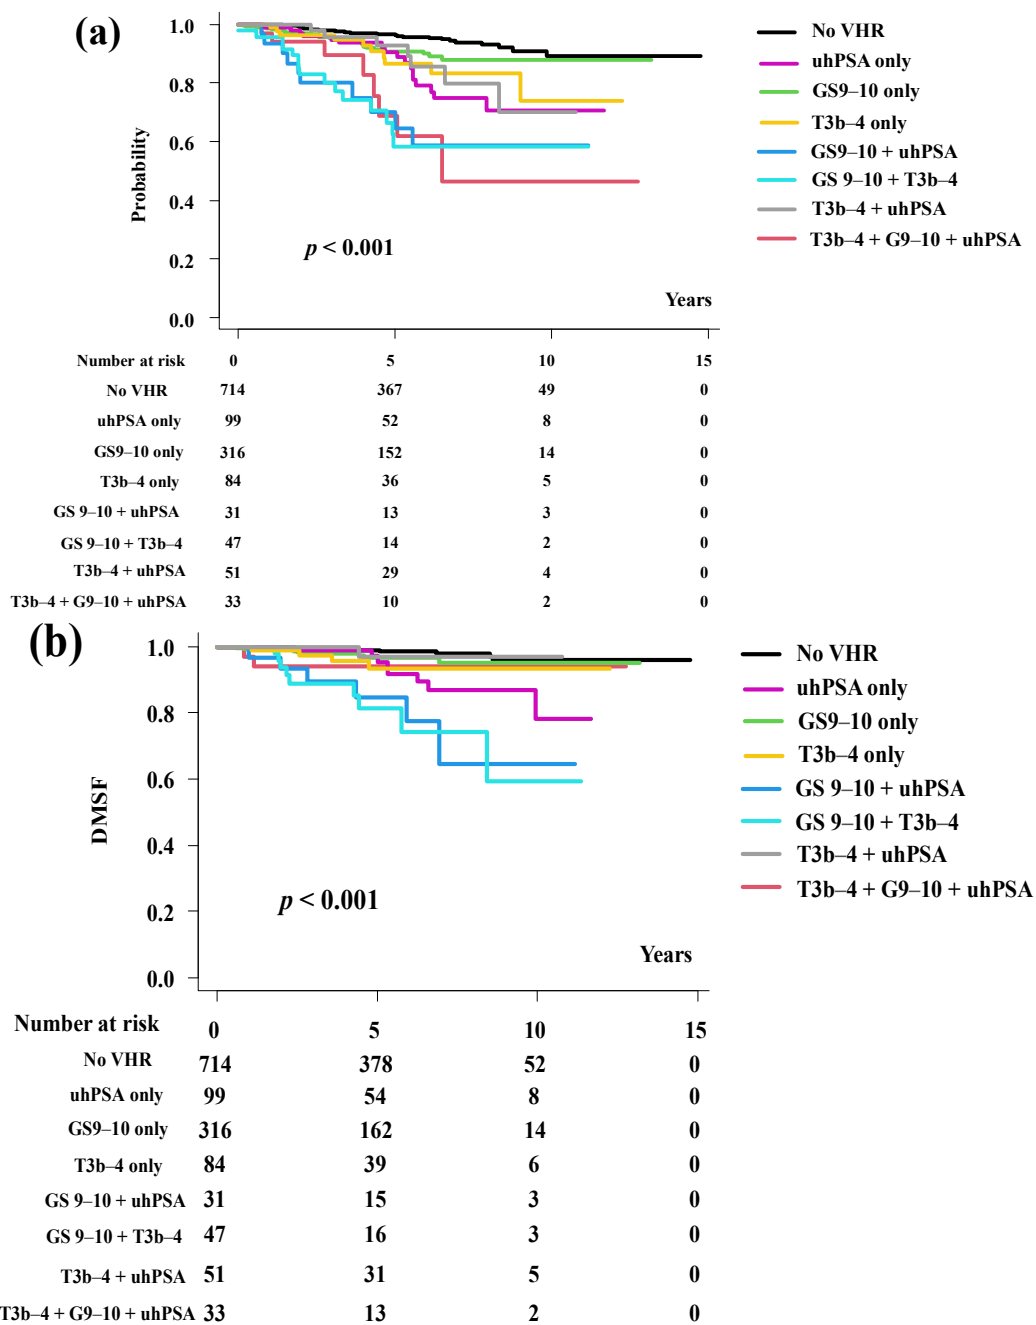 (a)
1.0
0.8
0.6
0.4
0.2
0.0
Probability
p < 0.001
Years
No VHR
uhPSA only
GS9–10 only
T3b–4 only
GS9–10 + uhPSA
GS 9–10 + T3b–4
T3b–4 + uhPSA
T3b–4 + G9–10 + uhPSA
Number at risk 0 5 10 15
No VHR 714 367 49 0
uhPSA only 99 52 8 0
GS9–10 only 316 152 14 0
T3b–4 only 84 36 5 0
GS 9–10 + uhPSA 31 13 3 0
GS 9–10 + T3b–4 47 14 2 0
T3b–4 + uhPSA 51 29 4 0
T3b–4 + G9–10 + uhPSA 33 10 2 0
(b)
1.0
0.8
0.6
0.4
0.2
0.0
DMSF
p < 0.001
Years
No VHR
uhPSA only
GS9–10 only
T3b–4 only
GS 9–10 + uhPSA
GS 9–10 + T3b–4
T3b–4 + uhPSA
T3b–4 + G9–10 + uhPSA
Number at risk 0 5 10 15
No VHR 714 378 52 0
uhPSA only 99 54 8 0
GS9–10 only 316 162 14 0
T3b–4 only 84 39 6 0
GS 9–10 + uhPSA 31 15 3 0
GS 9–10 + T3b–4 47 16 3 0
T3b–4 + uhPSA 51 31 5 0
T3b–4 + G9–10 + uhPSA 33 13 2 0